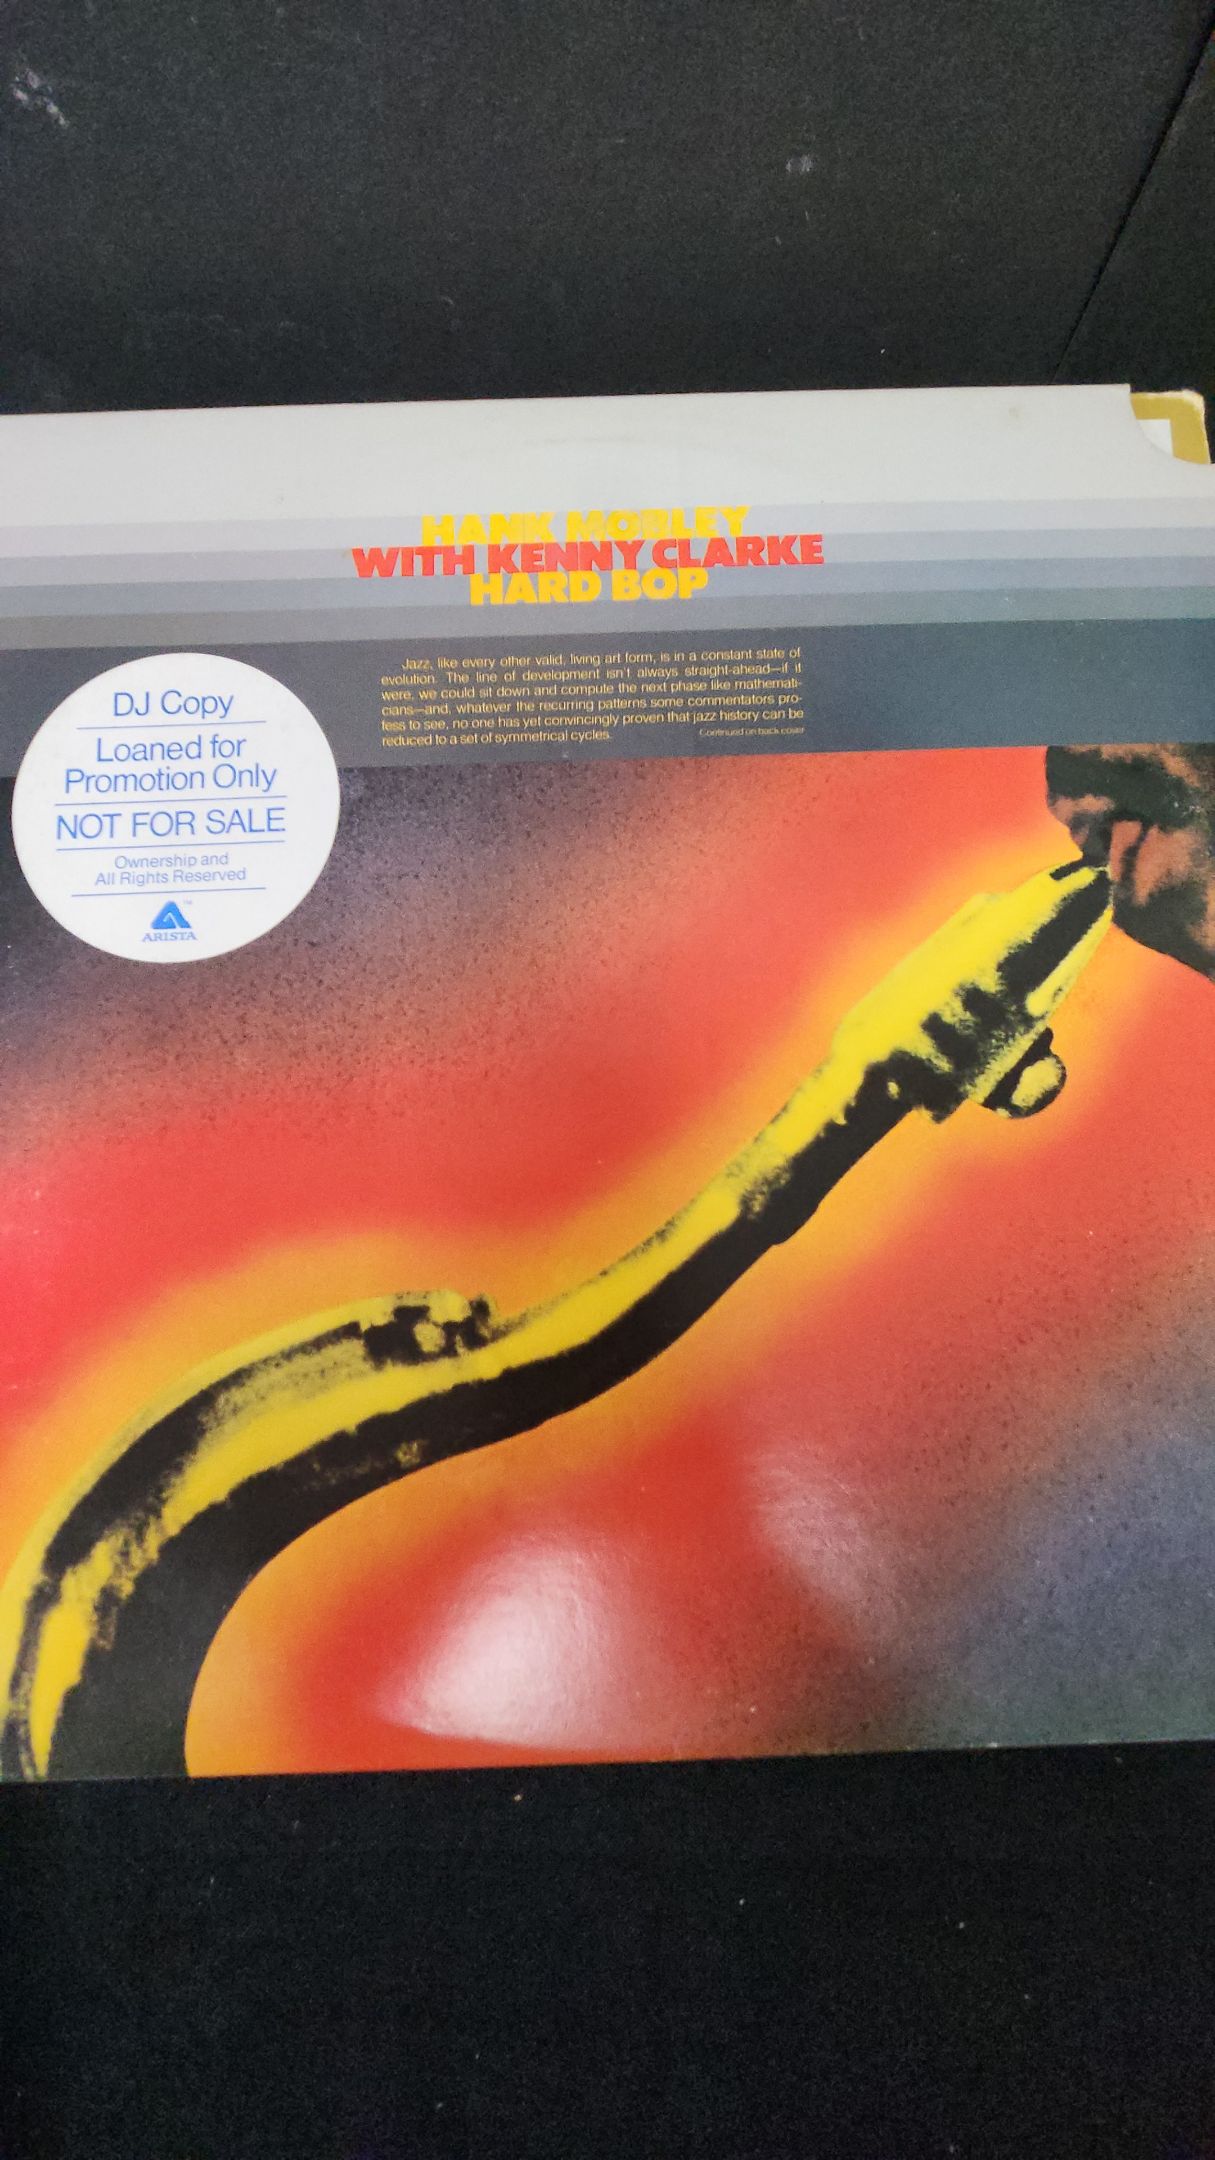 HANK MOBLEY
WITH KENNY CLARKE
HARD BOP
Jazz, like every other valid, living art form, is in a constant state of
evolution. The line of development isn't always straight-ahead—if it
were, we could sit down and compute the next phase like mathemati-
cians—and, whatever the recurring patterns some commentators pro-
fess to see, no one has yet convincingly proven that jazz history can be
reduced to a set of symmetrical cycles.
Continued on back cover
DJ Copy
Loaned for
Promotion Only
NOT FOR SALE
Ownership and
All Rights Reserved
TM
ARISTA